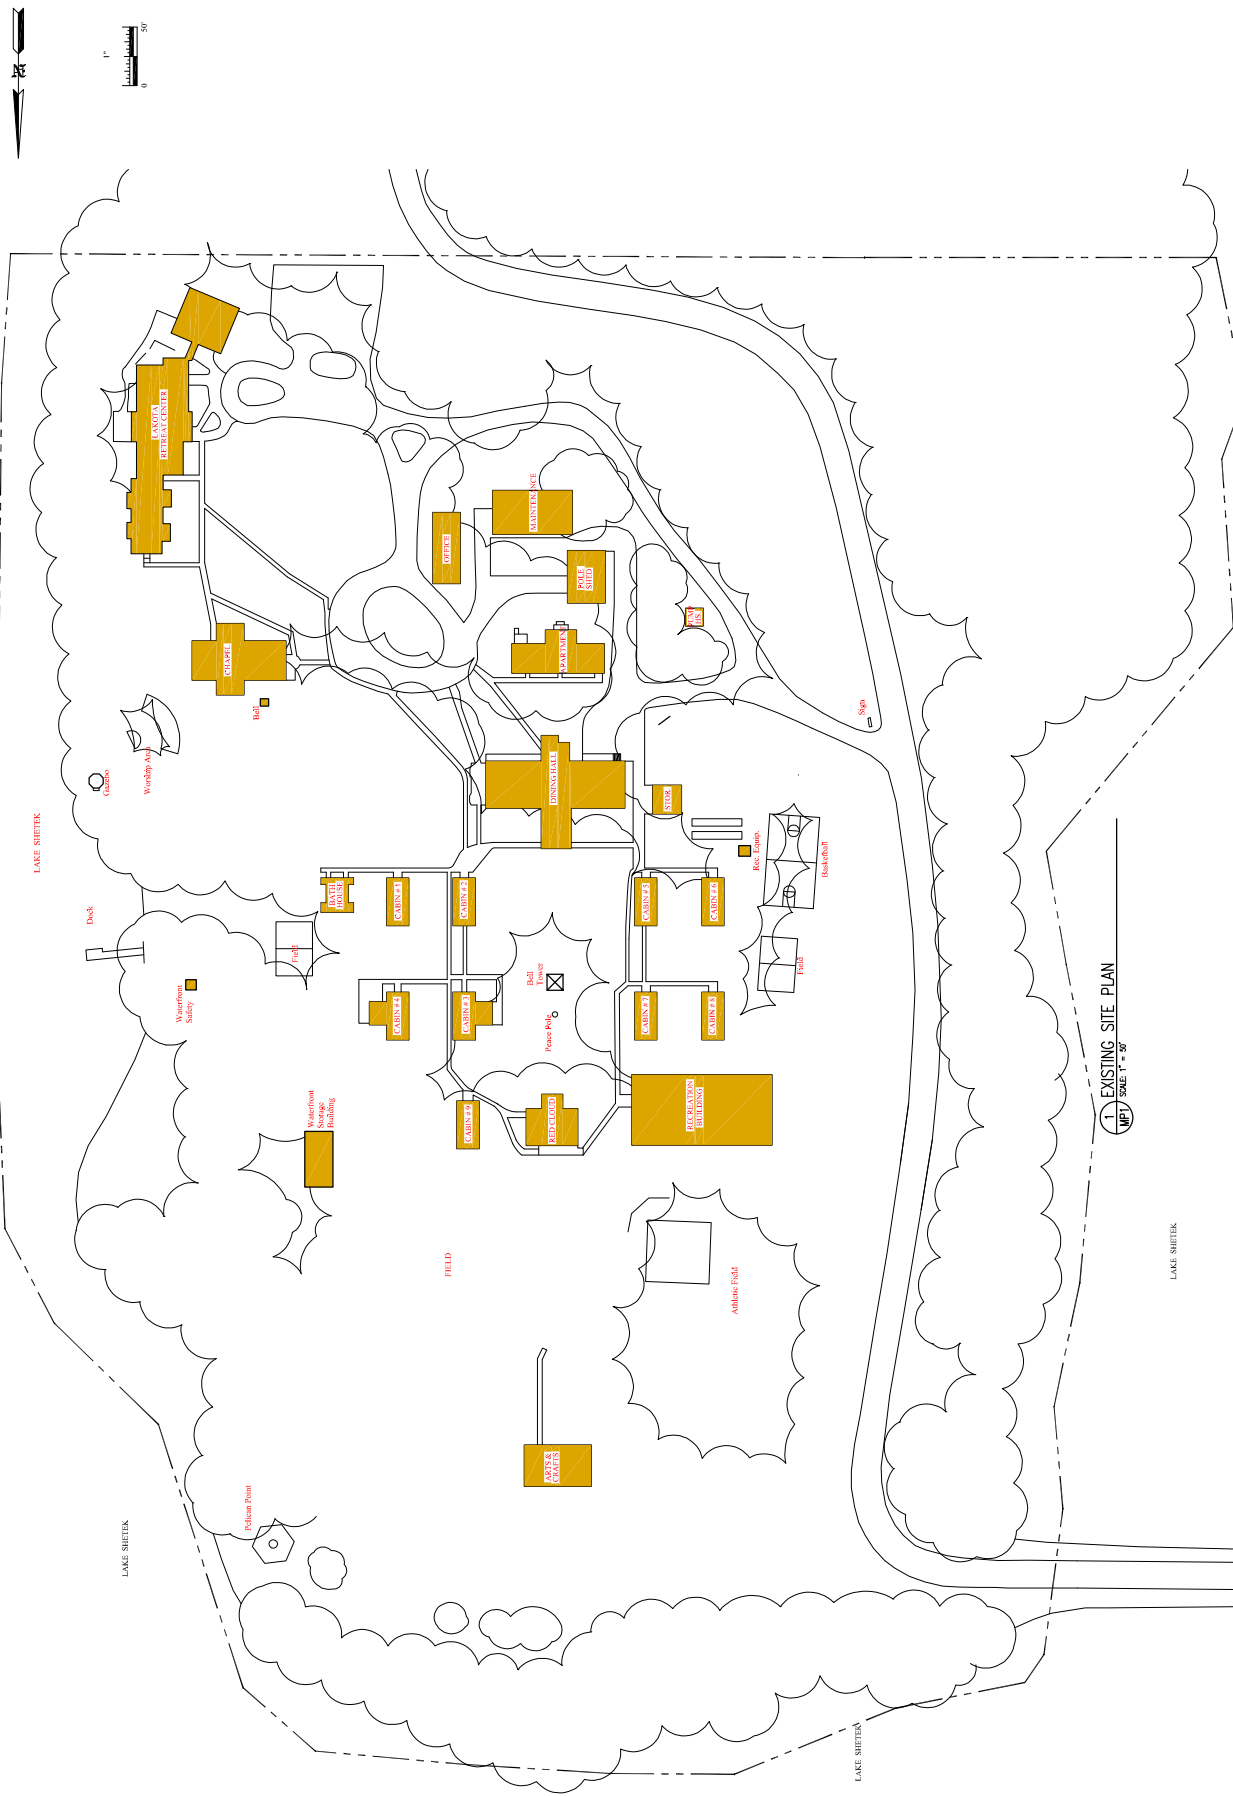 N
1"
0
50'
LAKOTA
RETREAT CENTER
MAINTENANCE
OFFICE
POLE
SHED
PUMP
HS.
APARTMENT
CHAPEL
Bell
Sign
Worship Area
Gazebo
DINING HALL
STOR
LAKE SHETEK
Rec. Equip.
Basketball
Dock
BATH
HOUSE
CABIN # 1
CABIN # 2
CABIN # 5
CABIN # 6
Field
Field
Bell
Tower
Waterfront
Safety
CABIN # 4
CABIN # 3
Peace Pole
CABIN # 7
CABIN # 8
Waterfront
Storage
Building
CABIN # 9
RED CLOUD
RECREATION
BUILDING
1
MP1
EXISTING SITE PLAN
SCALE: 1" = 50'
FIELD
Athletic Field
LAKE SHETEK
ARTS &
CRAFTS
Pelican Point
LAKE SHETEK
LAKE SHETEK